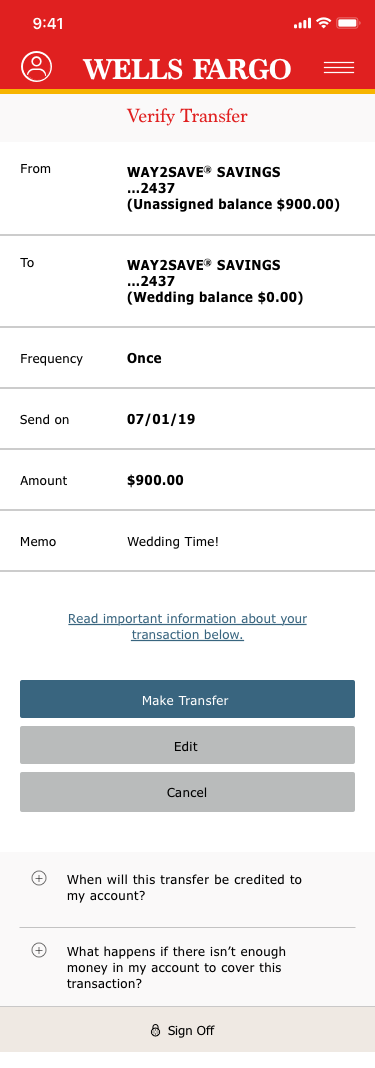 9:41
WELLS FARGO
Verify Transfer
From
WAY2SAVE® SAVINGS
...2437
(Unassigned balance $900.00)
To
WAY2SAVE® SAVINGS
...2437
(Wedding balance $0.00)
Frequency
Once
Send on
07/01/19
Amount
$900.00
Memo
Wedding Time!
Read important information about your
transaction below.
Make Transfer
Edit
Cancel
When will this transfer be credited to
my account?
What happens if there isn’t enough
money in my account to cover this
transaction?
Sign Off